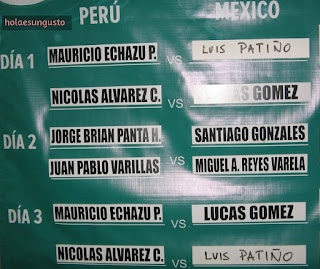 holaesungusto
PERÚ MEXICO
DÍA 1 MAURICIO ECHAZU P. VS. LUIS PATIÑO
NICOLAS ALVAREZ C. VS GOMEZ
DÍA 2 JORGE BRIAN PANTA H. SANTIAGO GONZALES
JUAN PABLO VARILLAS VS MIGUEL A. REYES VARELA
DÍA 3 MAURICIO ECHAZU P. VS. LUCAS GOMEZ
NICOLAS ALVAREZ C. VS LUIS PATIÑO